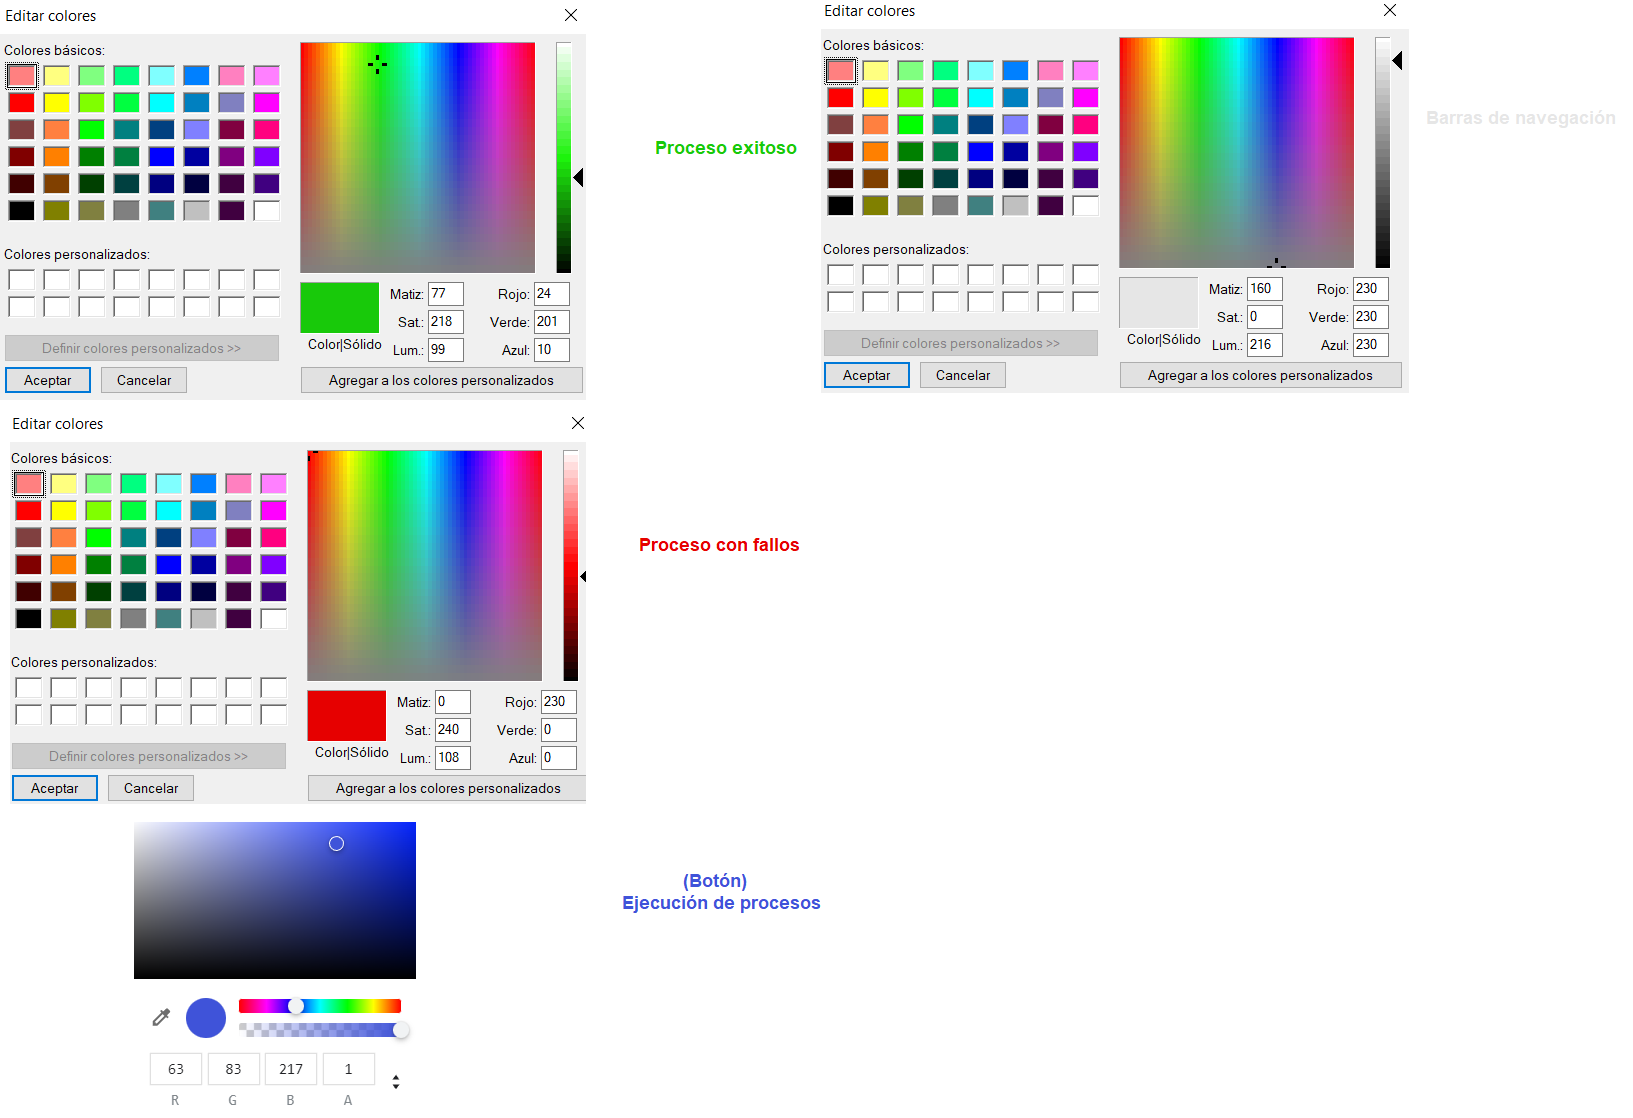 Editar colores
Colores básicos:
Colores personalizados:
Definir colores personalizados >>
Aceptar
Cancelar
Matiz: 77
Sat.: 218
Lum.: 99
Rojo: 24
Verde: 201
Azul: 10
Color|Sólido
Agregar a los colores personalizados
Proceso exitoso
Editar colores
Colores básicos:
Colores personalizados:
Definir colores personalizados >>
Aceptar
Cancelar
Matiz: 160
Sat.: 0
Lum.: 216
Rojo: 230
Verde: 230
Azul: 230
Color|Sólido
Agregar a los colores personalizados
Barras de navegación
Editar colores
Colores básicos:
Colores personalizados:
Definir colores personalizados >>
Aceptar
Cancelar
Matiz: 0
Sat.: 240
Lum.: 108
Rojo: 230
Verde: 0
Azul: 0
Color|Sólido
Agregar a los colores personalizados
Proceso con fallos
(Botón)
Ejecución de procesos
63 83 217 1
R G B A